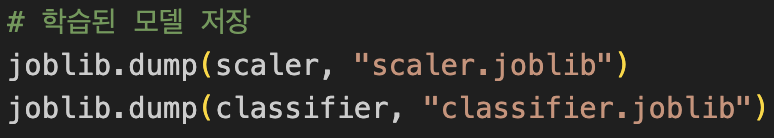 # 학습된 모델 저장
joblib.dump(scaler, "scaler.joblib")
joblib.dump(classifier, "classifier.joblib")